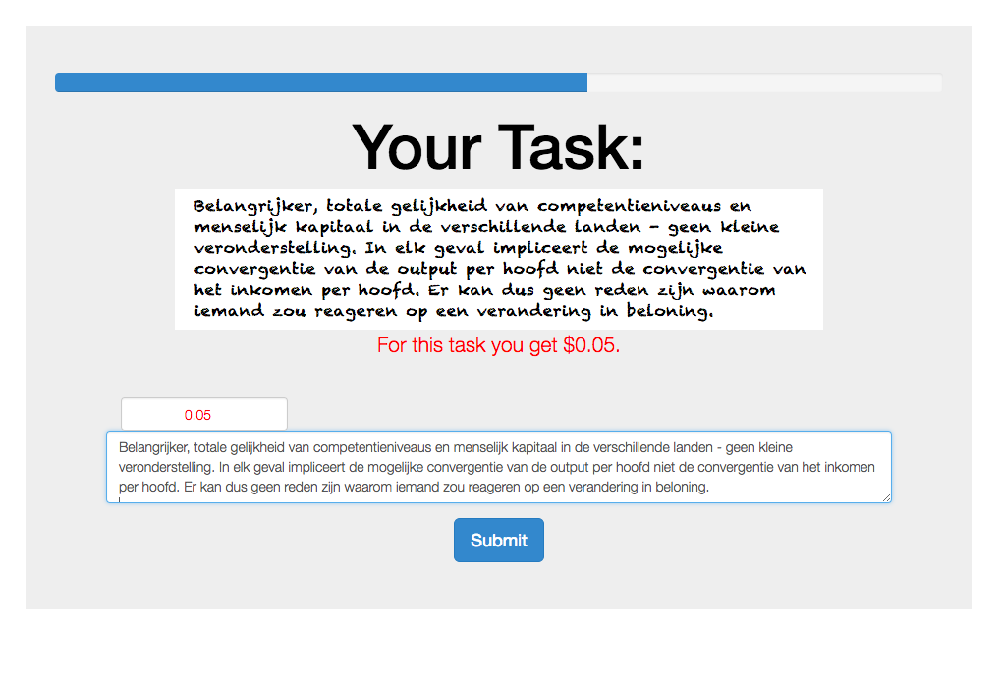 Your Task:
Belangrijker, totale gelijkheid van competentieniveaus en
menselijk kapitaal in de verschillende landen - geen kleine
veronderstelling. In elk geval impliceert de mogelijke
convergentie van de output per hoofd niet de convergentie van
het inkomen per hoofd. Er kan dus geen reden zijn waarom
iemand zou reageren op een verandering in beloning.
For this task you get $0.05.
0.05
Belangrijker, totale gelijkheid van competentieniveaus en menselijk kapitaal in de verschillende landen - geen kleine
veronderstelling. In elk geval impliceert de mogelijke convergentie van de output per hoofd niet de convergentie van het inkomen
per hoofd. Er kan dus geen reden zijn waarom iemand zou reageren op een verandering in beloning.
Submit